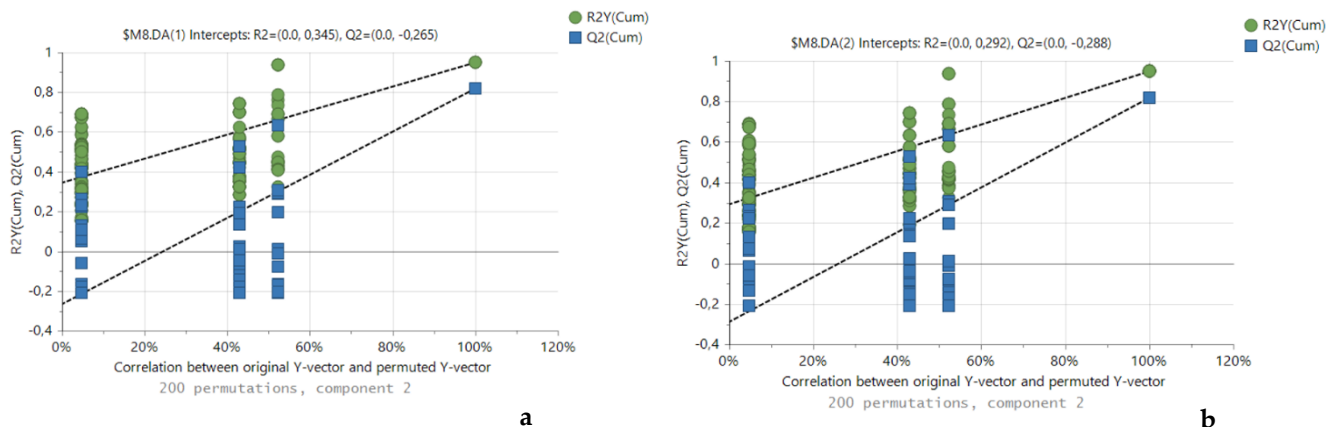 R2Y(Cum)
Q2(Cum)
$M8.DA(1) Intercepts: R2=(0.0, 0,345), Q2=(0.0, -0,265)
R2Y(Cum), Q2(Cum)
1
0,8
0,6
0,4
0,2
0
-0,2
-0,4
0% 20% 40% 60% 80% 100% 120%
Correlation between original Y-vector and permuted Y-vector
200 permutations, component 2
a
R2Y(Cum)
Q2(Cum)
$M8.DA(2) Intercepts: R2=(0.0, 0,292), Q2=(0.0, -0,288)
R2Y(Cum), Q2(Cum)
1
0,8
0,6
0,4
0,2
0
-0,2
-0,4
0% 20% 40% 60% 80% 100% 120%
Correlation between original Y-vector and permuted Y-vector
200 permutations, component 2
b